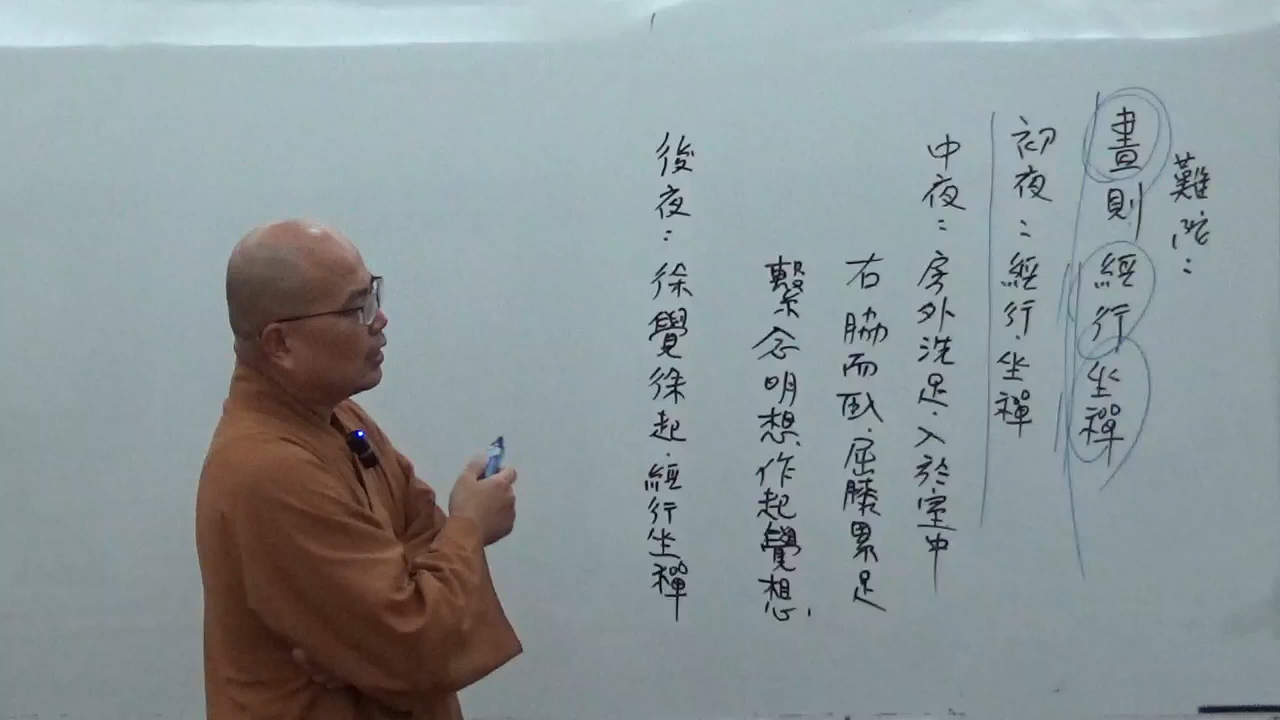 難陀：
晝則經行坐禪
初夜：經行.坐禪
中夜：房外洗足.入於室中
右脇而臥.屈膝累足
繫念明想.作起覺想.
後夜：徐覺徐起.經行坐禪